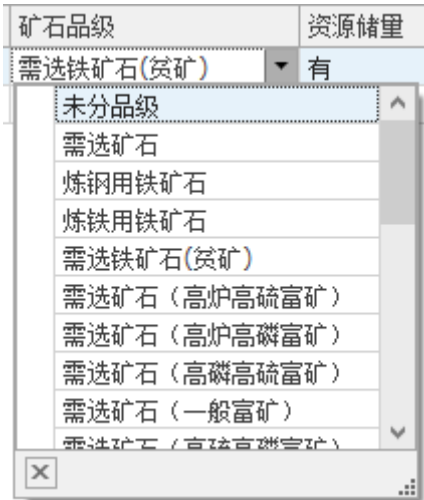 矿石品级 资源储量
需选铁矿石(贫矿) 有
未分品级
需选矿石
炼钢用铁矿石
炼铁用铁矿石
需选铁矿石(贫矿)
需选矿石（高炉高硫富矿）
需选矿石（高炉高磷富矿）
需选矿石（高磷高硫富矿）
需选矿石（一般富矿）